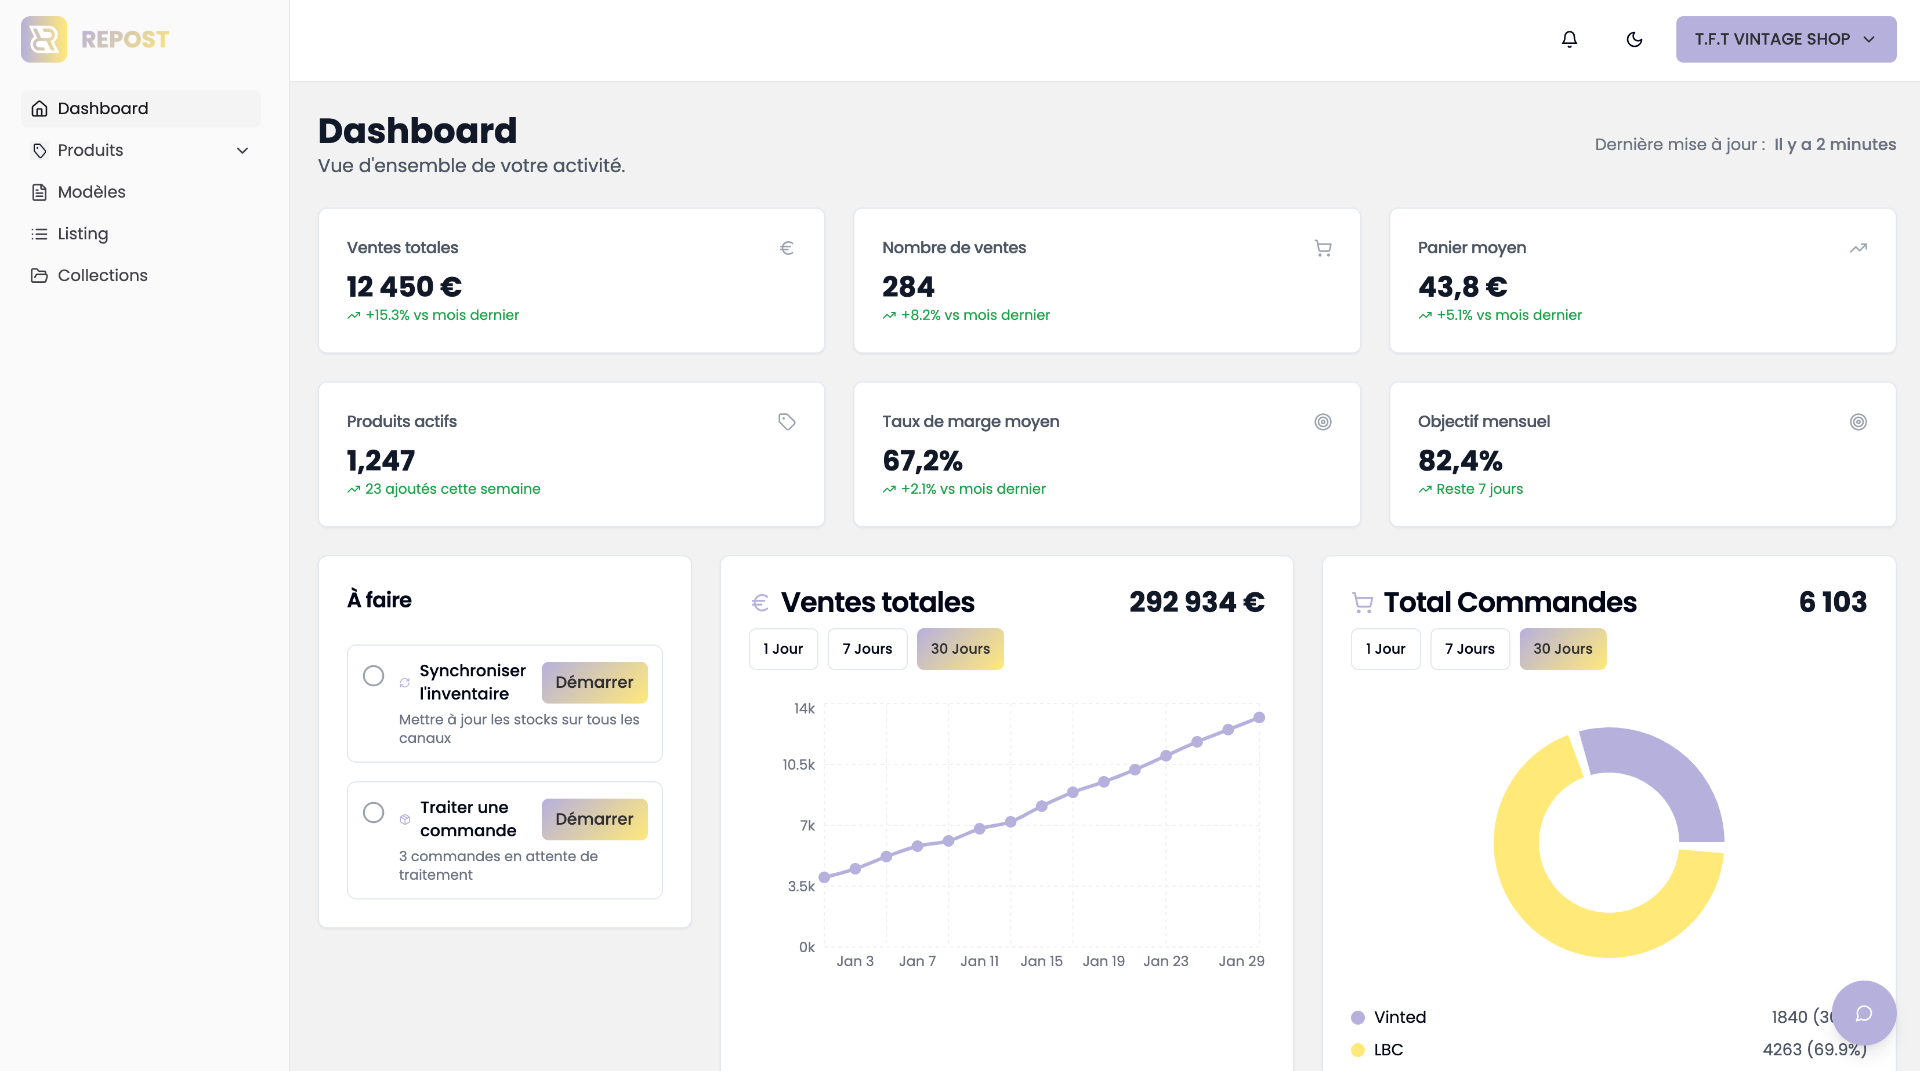 REPOST
T.F.T VINTAGE SHOP
Dashboard
Produits
Modèles
Listing
Collections
Dashboard
Vue d'ensemble de votre activité.
Dernière mise à jour : Il y a 2 minutes
Ventes totales
12 450 €
+15.3% vs mois dernier
Nombre de ventes
284
+8.2% vs mois dernier
Panier moyen
43,8 €
+5.1% vs mois dernier
Produits actifs
1,247
23 ajoutés cette semaine
Taux de marge moyen
67,2%
+2.1% vs mois dernier
Objectif mensuel
82,4%
Reste 7 jours
À faire
Synchroniser
l'inventaire
Démarrer
Mettre à jour les stocks sur tous les
canaux
Traiter une
commande
Démarrer
3 commandes en attente de
traitement
Ventes totales
292 934 €
1 Jour
7 Jours
30 Jours
14k
10.5k
7k
3.5k
0k
Jan 3
Jan 7
Jan 11
Jan 15
Jan 19
Jan 23
Jan 29
Total Commandes
6 103
1 Jour
7 Jours
30 Jours
Vinted
1840
LBC
4263 (69.9%)